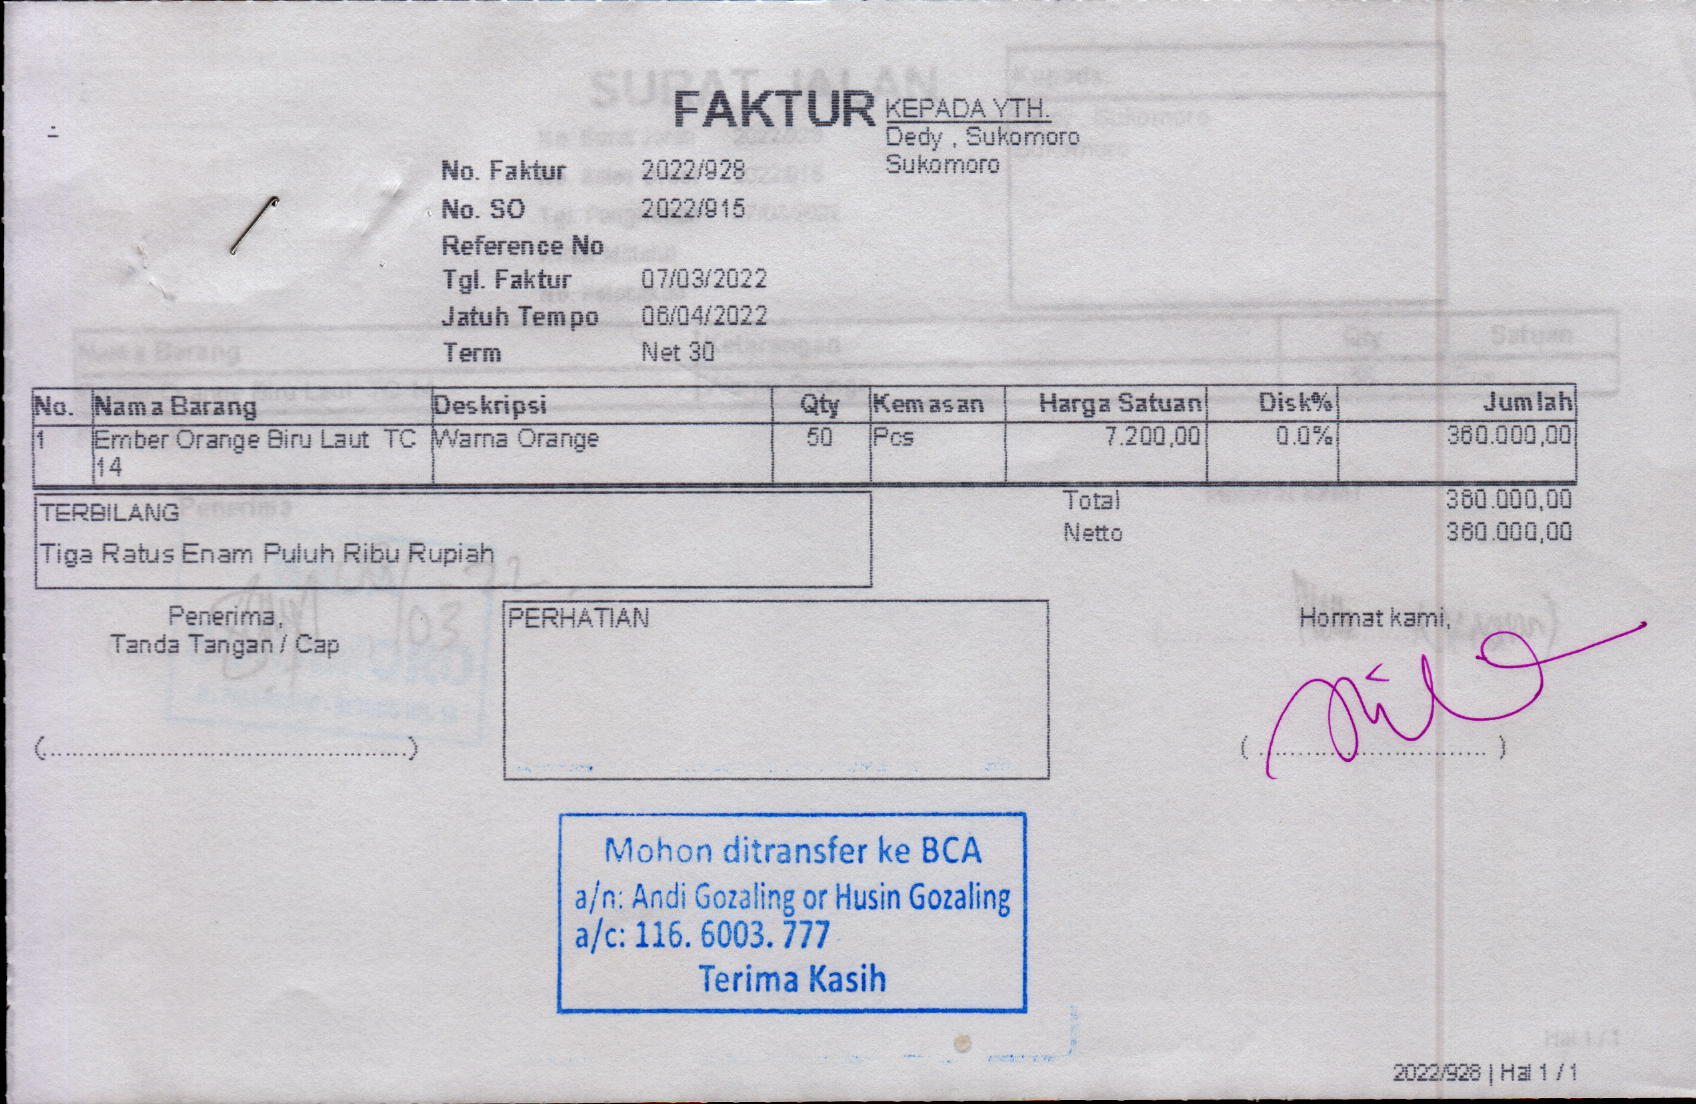 FAKTUR
KEPADA YTH.
Dedy , Sukomoro
Sukomoro
No. Faktur 2022/928
No. SO 2022/915
Reference No
Tgl. Faktur 07/03/2022
Jatuh Tempo 06/04/2022
Term Net 30
No. Nama Barang Deskripsi Qty Kemasan Harga Satuan Disk% Jumlah
1 Ember Orange Biru Laut TC Warna Orange 50 Pcs 7.200,00 0.0% 360.000,00
14
Total 360.000,00
Netto 360.000,00
TERBILANG
Tiga Ratus Enam Puluh Ribu Rupiah
Penerima,
Tanda Tangan / Cap
PERHATIAN
Hormat kami,
Mohon ditransfer ke BCA
a/n: Andi Gozaling or Husin Gozaling
a/c: 116. 6003. 777
Terima Kasih
2022/928 | Hal 1 / 1